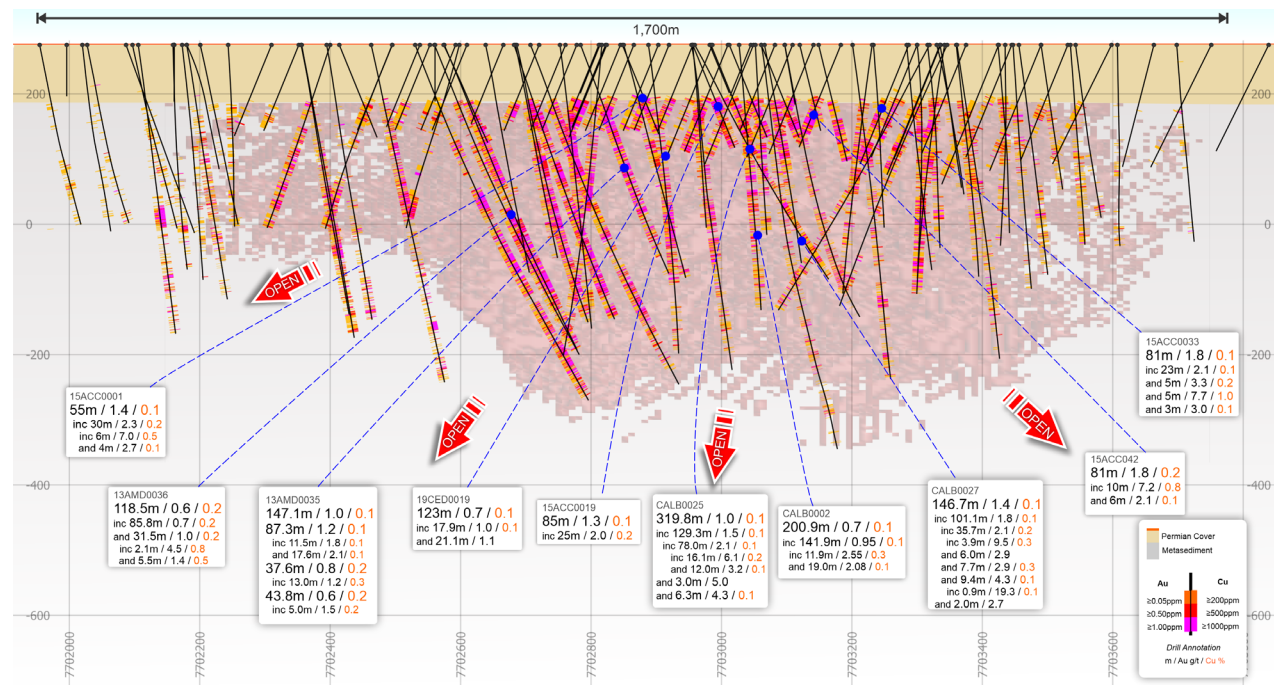 1,700m
200
200
0
0
-200
-200
-400
-400
-600
-600
OPEN
OPEN
OPEN
OPEN
15ACC0001
55m / 1.4 / 0.1
inc 30m / 2.3 / 0.2
inc 6m / 7.0 / 0.5
and 4m / 2.7 / 0.1
13AMD0036
118.5m / 0.6 / 0.2
inc 85.8m / 0.7 / 0.2
and 31.5m / 1.0 / 0.2
inc 2.1m / 4.5 / 0.8
and 5.5m / 1.4 / 0.5
13AMD0035
147.1m / 1.0 / 0.1
87.3m / 1.2 / 0.1
inc 11.5m / 1.8 / 0.1
and 17.6m / 2.1/ 0.1
37.6m / 0.8 / 0.2
inc 13.0m / 1.2 / 0.3
43.8m / 0.6 / 0.2
inc 5.0m / 1.5 / 0.2
19CED0019
123m / 0.7 / 0.1
inc 17.9m / 1.0 / 0.1
and 21.1m / 1.1
15ACC0019
85m / 1.3 / 0.1
inc 25m / 2.0 / 0.2
CALB0025
319.8m / 1.0 / 0.1
inc 129.3m / 1.5 / 0.1
inc 78.0m / 2.1 / 0.1
inc 16.1m / 6.1 / 0.2
and 12.0m / 3.2 / 0.1
and 3.0m / 5.0
and 6.3m / 4.3 / 0.1
CALB0002
200.9m / 0.7 / 0.1
inc 141.9m / 0.95 / 0.1
inc 11.9m / 2.55 / 0.3
and 19.0m / 2.08 / 0.1
CALB0027
146.7m / 1.4 / 0.1
inc 101.1m / 1.8 / 0.1
inc 35.7m / 2.1 / 0.2
inc 3.9m / 9.5 / 0.3
and 6.0m / 2.9
and 7.7m / 2.9 / 0.3
and 9.4m / 4.3 / 0.1
inc 0.9m / 19.3 / 0.1
and 2.0m / 2.7
15ACC0033
81m / 1.8 / 0.1
inc 23m / 2.1 / 0.1
and 5m / 3.3 / 0.2
and 5m / 7.7 / 1.0
and 3m / 3.0 / 0.1
15ACC042
81m / 1.8 / 0.2
inc 10m / 7.2 / 0.8
and 6m / 2.1 / 0.1
Permian Cover
Metasediment
Au Cu
≥0.05ppm ≥200ppm
≥0.50ppm ≥500ppm
≥1.00ppm ≥1000ppm
Drill Annotation
m / Au g/t / Cu %
7702000
7702200
7702400
7702600
7702800
7703000
7703200
7703400
7703600